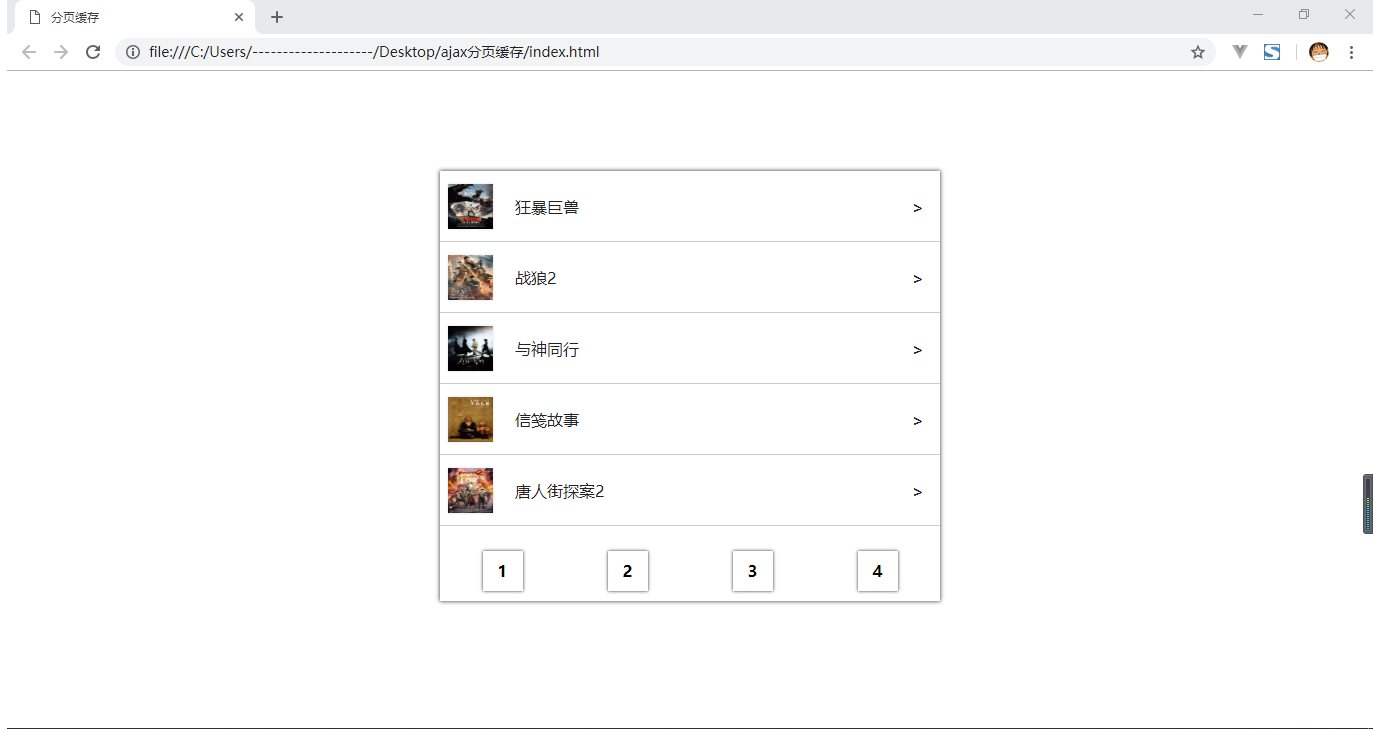 分页缓存
file:///C:/Users/--------------------/Desktop/ajax分页缓存/index.html
狂暴巨兽 >
战狼2 >
与神同行 >
信笺故事 >
唐人街探案2 >
1 2 3 4